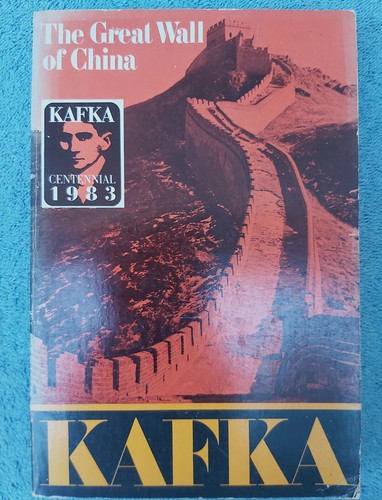 The Great Wall
of China
KAFKA
CENTENNIAL
1983
KAFKA